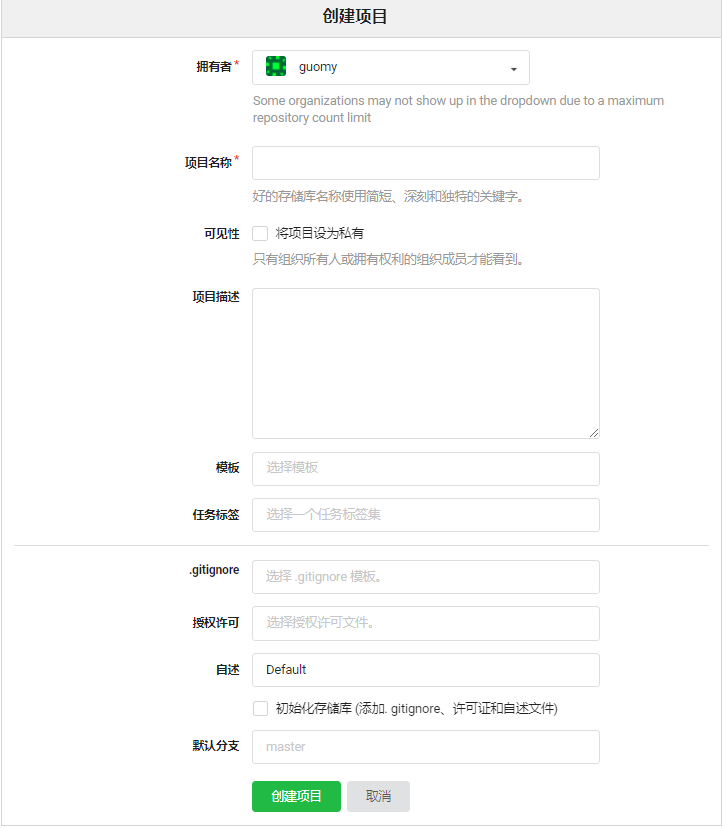 创建项目
拥有者*
guomy
Some organizations may not show up in the dropdown due to a maximum
repository count limit
项目名称*
好的存储库名称使用简短、深刻和独特的关键字。
可见性
将项目设为私有
只有组织所有人或拥有权利的组织成员才能看到。
项目描述
模板
选择模板
任务标签
选择一个任务标签集
.gitignore
选择 .gitignore 模板。
授权许可
选择授权许可文件。
自述
Default
初始化存储库 (添加. gitignore、许可证和自述文件)
默认分支
master
创建项目
取消